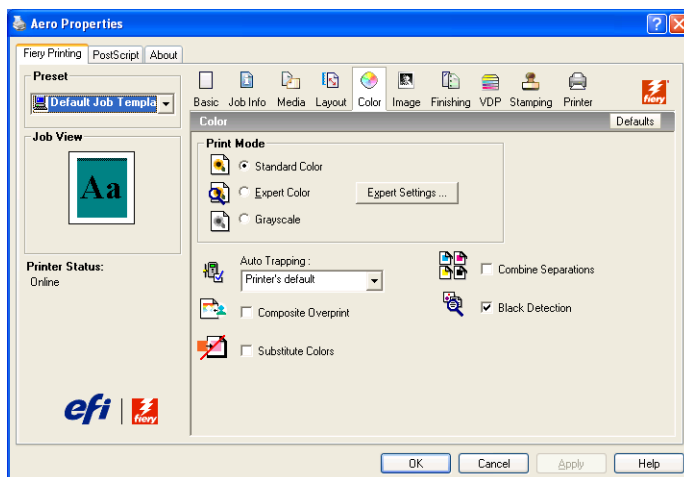 Aero Properties
Fiery Printing PostScript About
Preset
Default Job Templa
Job View
Aa
Printer Status:
Online
efi fiery
Basic Job Info Media Layout Color Image Finishing VDP Stamping Printer
fiery
Color Defaults
Print Mode
Standard Color
Expert Color Expert Settings ...
Grayscale
Auto Trapping :
Printer's default
Combine Separations
Composite Overprint
Black Detection
Substitute Colors
OK Cancel Apply Help